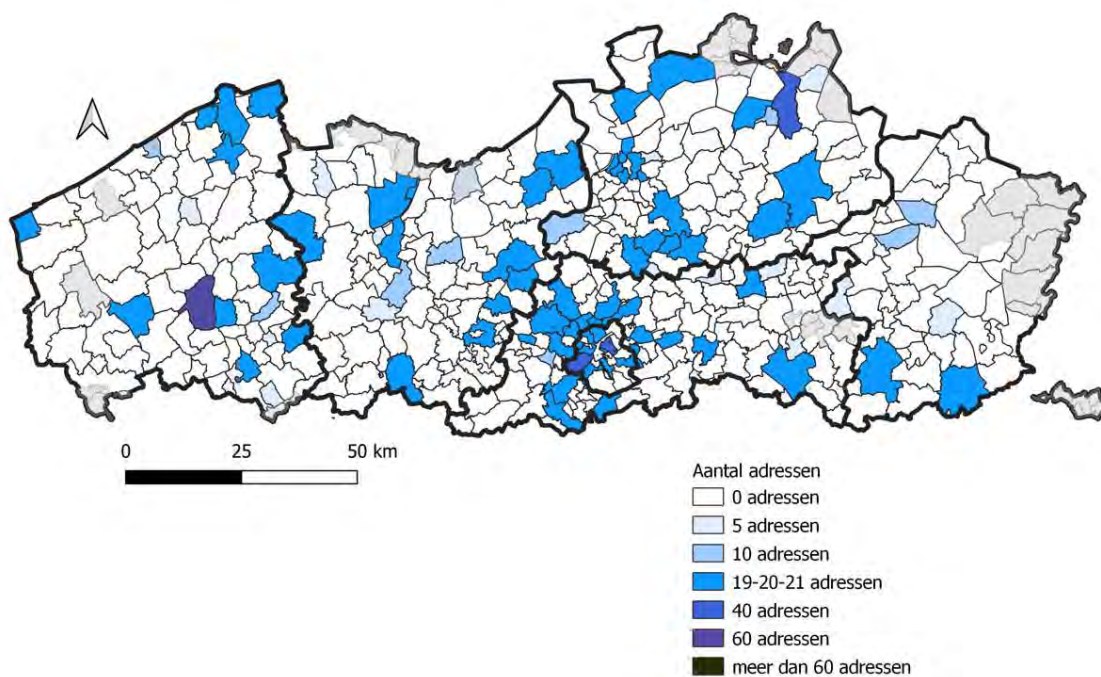 0 25 50 km
Aantal adressen
0 adressen
5 adressen
10 adressen
19-20-21 adressen
40 adressen
60 adressen
meer dan 60 adressen